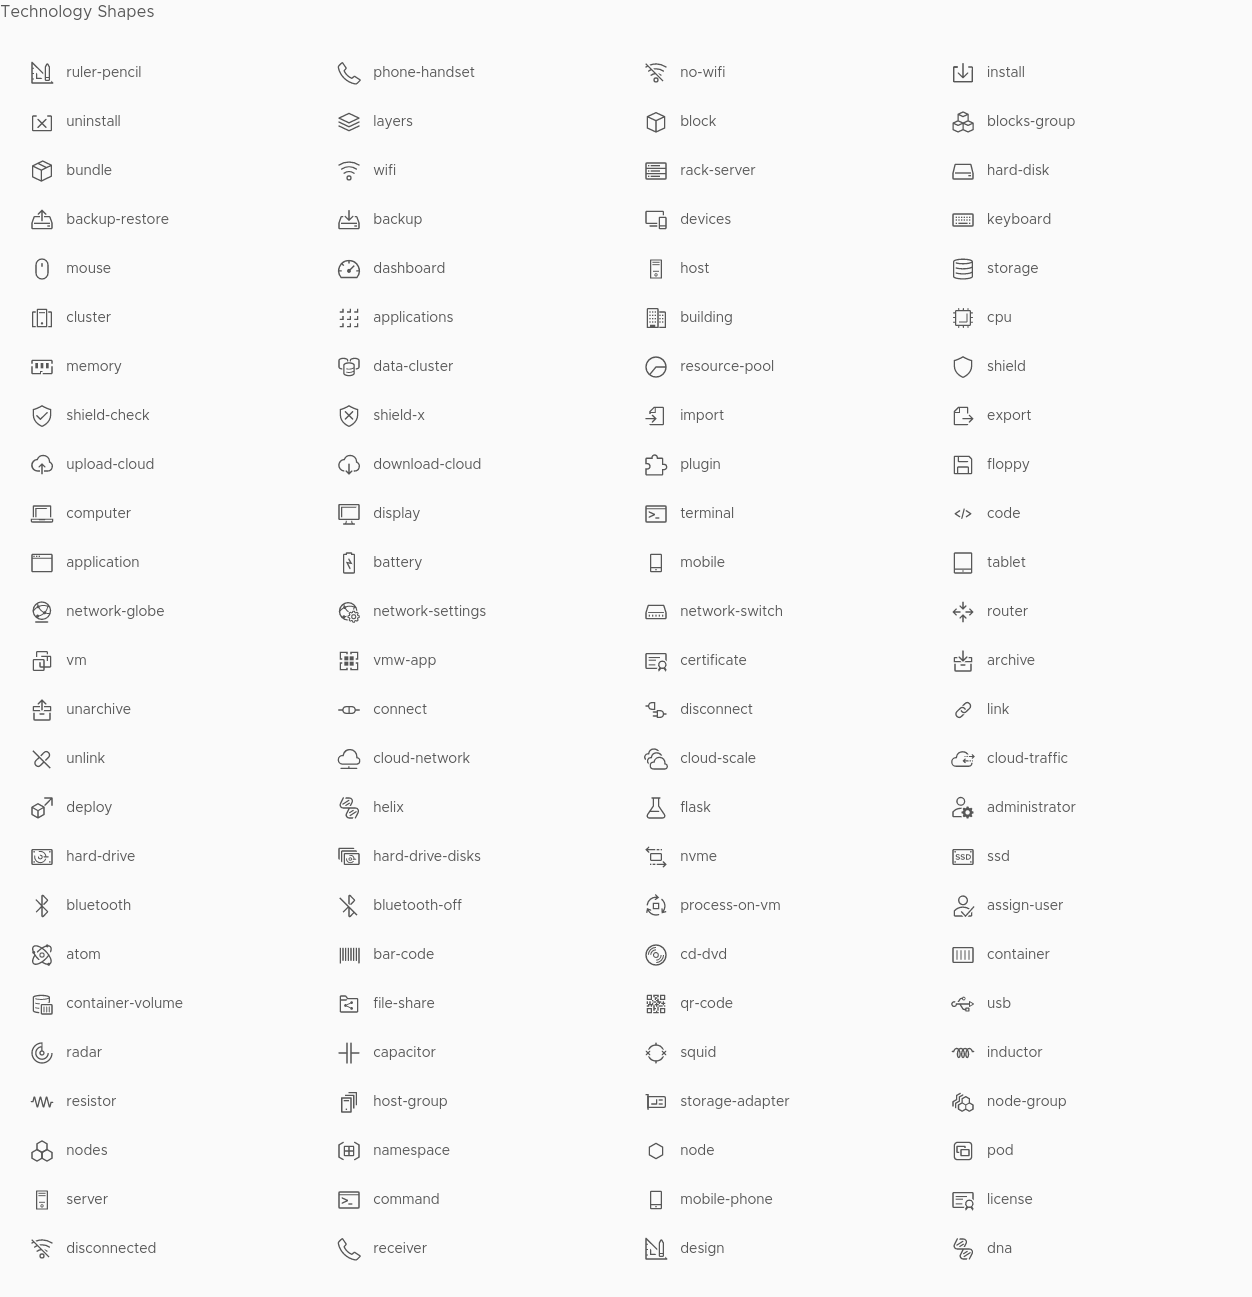 Technology Shapes
ruler-pencil phone-handset no-wifi install
uninstall layers block blocks-group
bundle wifi rack-server hard-disk
backup-restore backup devices keyboard
mouse dashboard host storage
cluster applications building cpu
memory data-cluster resource-pool shield
shield-check shield-x import export
upload-cloud download-cloud plugin floppy
computer display terminal code
application battery mobile tablet
network-globe network-settings network-switch router
vm vmw-app certificate archive
unarchive connect disconnect link
unlink cloud-network cloud-scale cloud-traffic
deploy helix flask administrator
hard-drive hard-drive-disks nvme SSD ssd
bluetooth bluetooth-off process-on-vm assign-user
atom bar-code cd-dvd container
container-volume file-share qr-code usb
radar capacitor squid inductor
resistor host-group storage-adapter node-group
nodes namespace node pod
server command mobile-phone license
disconnected receiver design dna